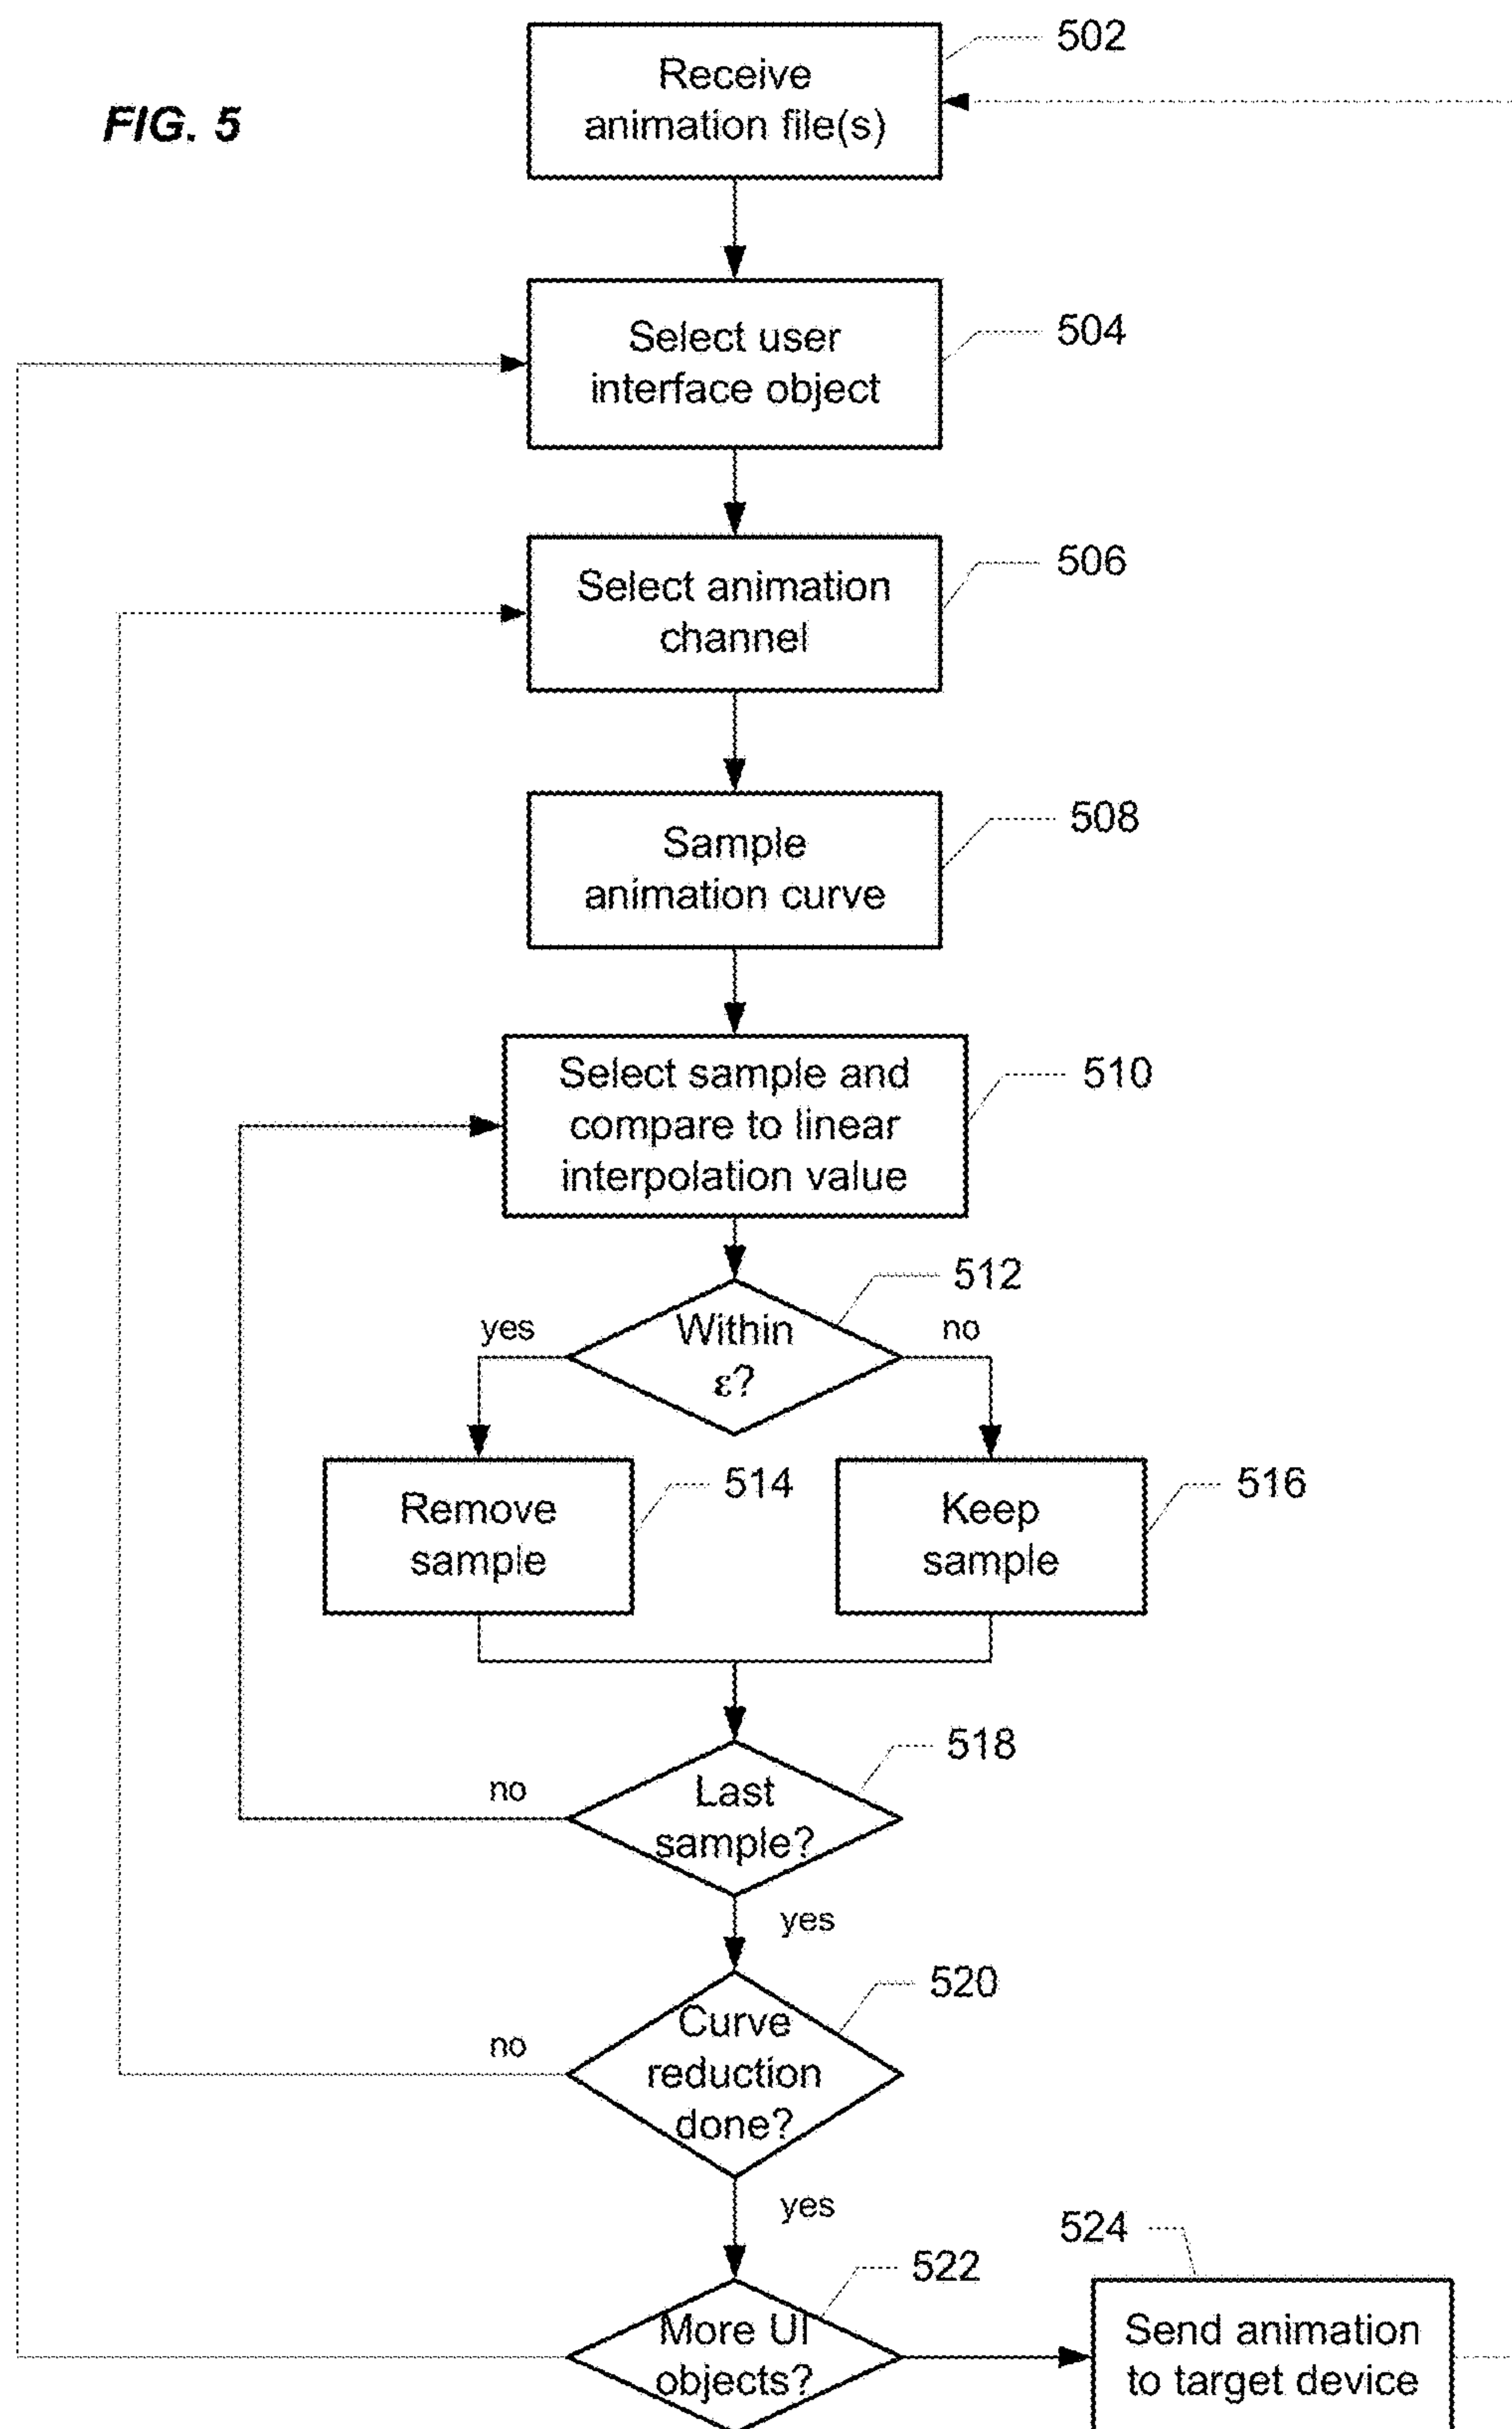 FIG. 5
502
Receive
animation file(s)
504
Select user
interface object
506
Select animation
channel
508
Sample
animation curve
510
Select sample and
compare to linear
interpolation value
512
yes
Within
ε?
no
514
Remove
sample
516
Keep
sample
518
no
Last
sample?
yes
520
no
Curve
reduction
done?
yes
522
524
More UI
objects?
Send animation
to target device